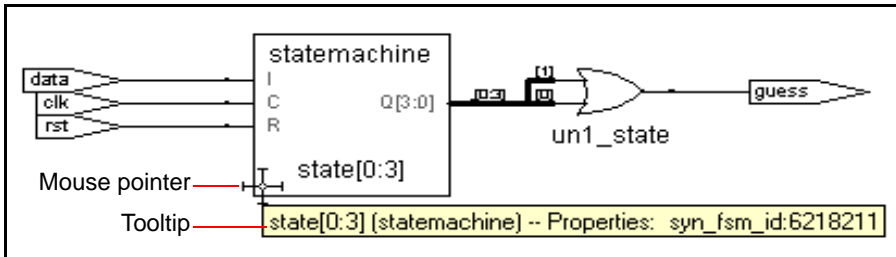 statemachine
data
I
[1]
clk
C
Q[3:0]
[0:3]
[0]
guess
rst
R
un1_state
state[0:3]
Mouse pointer
Tooltip
state[0:3] (statemachine) -- Properties: syn_fsm_id:6218211